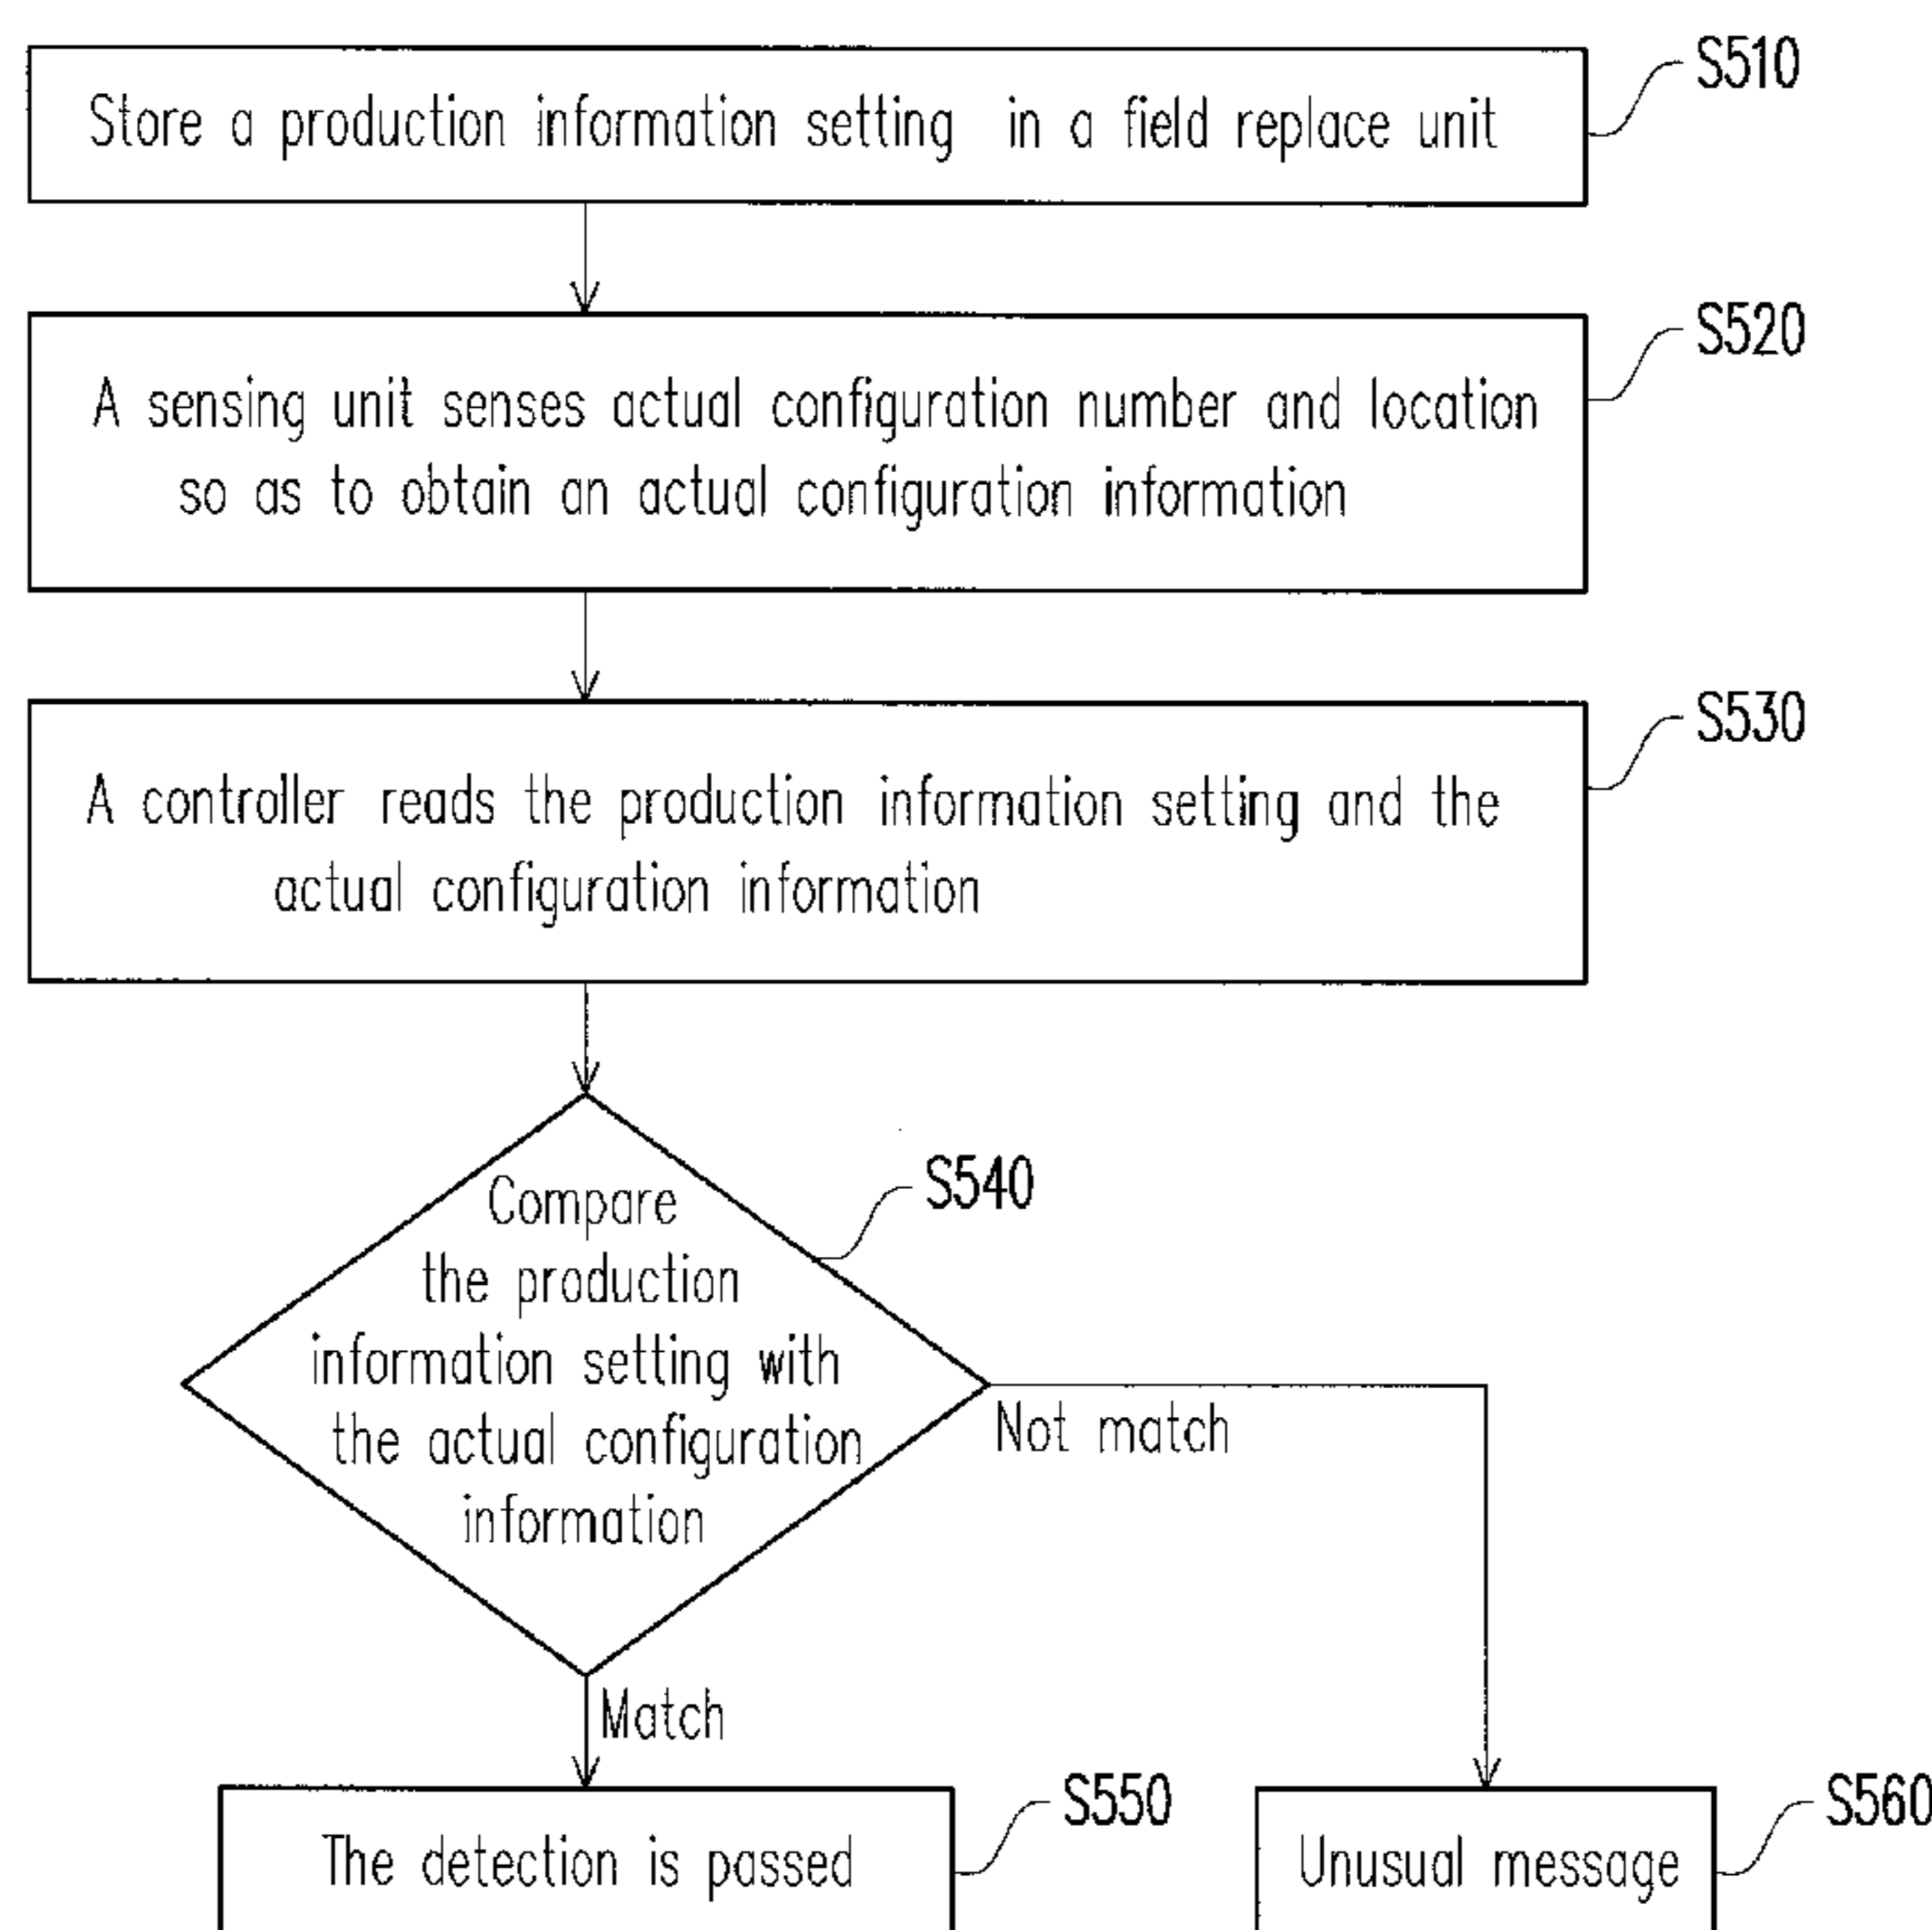 S510
Store a production information setting in a field replace unit
S520
A sensing unit senses actual configuration number and location
so as to obtain an actual configuration information
S530
A controller reads the production information setting and the
actual configuration information
S540
Compare
the production
information setting with
the actual configuration
information
Not match
Match
S550
The detection is passed
S560
Unusual message